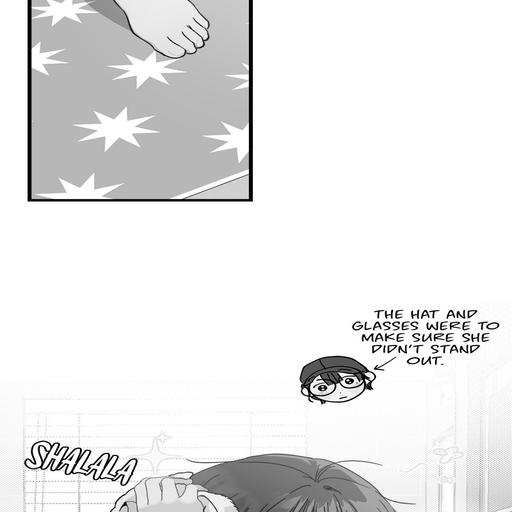 THE HAT AND
GLASSES WERE TO
MAKE SURE SHE
DIDN'T STAND
OUT.
SHALALA